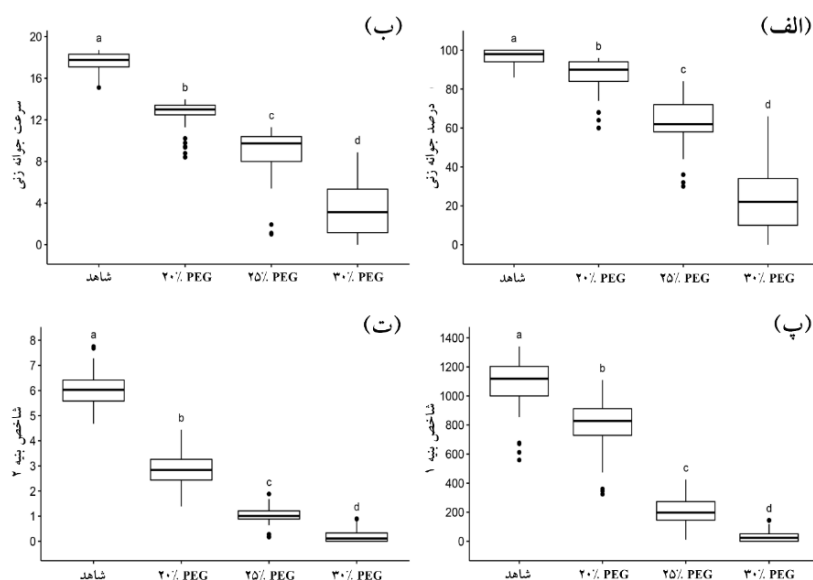 (الف)
درصد جوانه زنی
100
80
60
40
20
0
a
b
c
d
شاهد
۲۰٪ PEG
۲۵٪ PEG
۳۰٪ PEG
(ب)
سرعت جوانه زنی
20
16
12
8
4
0
a
b
c
d
شاهد
۲۰٪ PEG
۲۵٪ PEG
۳۰٪ PEG
(پ)
شاخص بنیه ۱
1400
1200
1000
800
600
400
200
0
a
b
c
d
شاهد
۲۰٪ PEG
۲۵٪ PEG
۳۰٪ PEG
(ت)
شاخص بنیه ۲
8
7
6
5
4
3
2
1
0
a
b
c
d
شاهد
۲۰٪ PEG
۲۵٪ PEG
۳۰٪ PEG